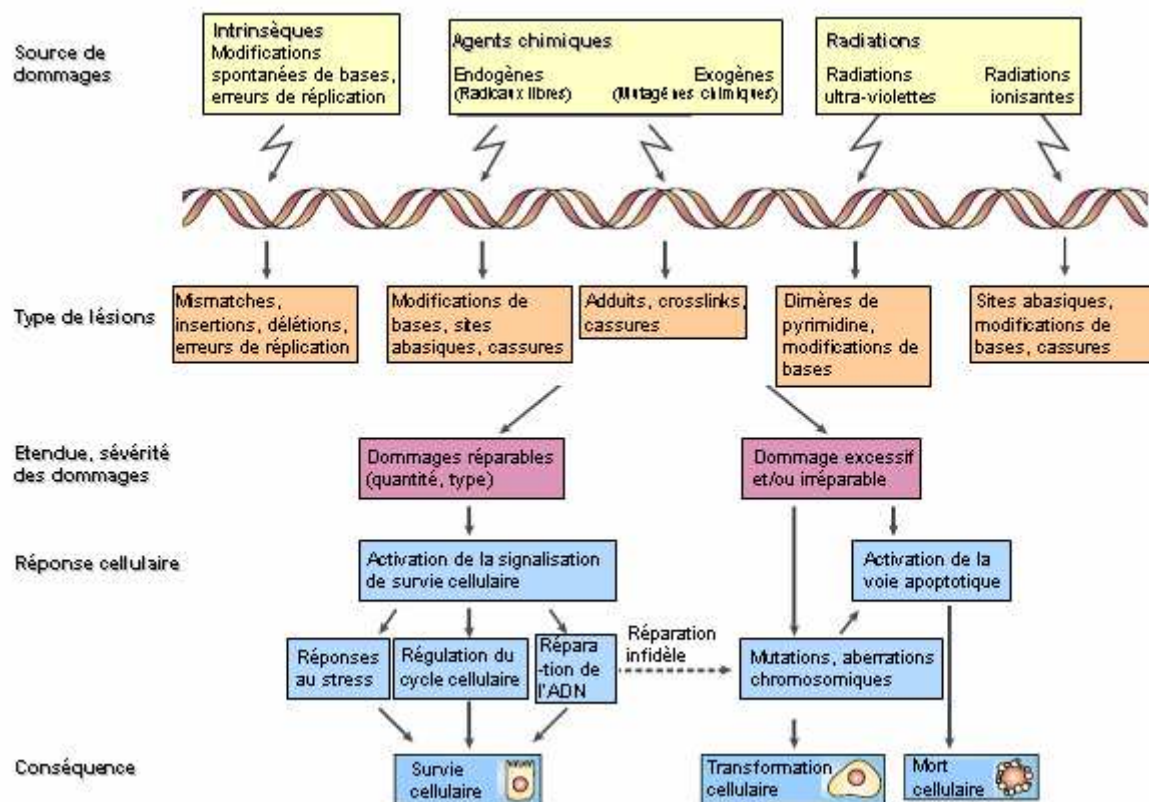 Source de
dommages
Intrinsèques
Modifications
spontanées de bases,
erreurs de réplication
Agents chimiques
Endogènes
(Radicaux libres)
Exogènes
(Mutagénes chimiques)
Radiations
Radiations
ultra-violettes
Radiations
ionisantes
Type de lésions
Mismatches,
insertions, délétions,
erreurs de réplication
Modifications de
bases, sites
abasiques, cassures
Adduits, crosslinks,
cassures
Dimères de
pyrimidine,
modifications de
bases
Sites abasiques,
modifications de
bases, cassures
Etendue, sévérité
des dommages
Dommages réparables
(quantité, type)
Dommage excessif
et/ou irréparable
Réponse cellulaire
Activation de la signalisation
de survie cellulaire
Activation de la
voie apoptotique
Réponses
au stress
Régulation du
cycle cellulaire
Répara
-tion de
l'ADN
Réparation
infidèle
Mutations, aberrations
chromosomiques
Conséquence
Survie
cellulaire
Transformation
cellulaire
Mort
cellulaire